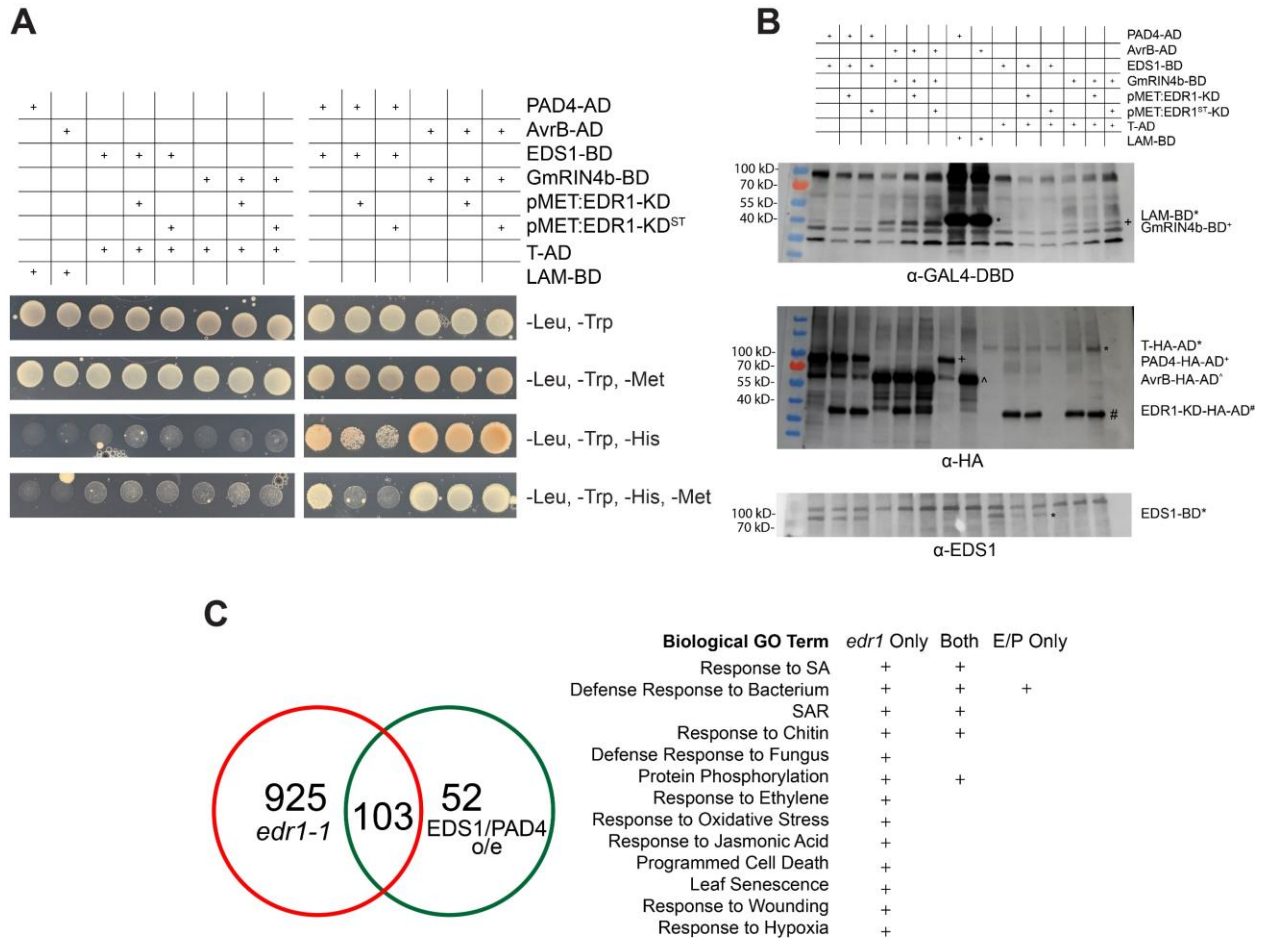 A
PAD4-AD
AvrB-AD
EDS1-BD
GmRIN4b-BD
pMET:EDR1-KD
pMET:EDR1-KDST
T-AD
LAM-BD
-Leu, -Trp
-Leu, -Trp, -Met
-Leu, -Trp, -His
-Leu, -Trp, -His, -Met
B
PAD4-AD
AvrB-AD
EDS1-BD
GmRIN4b-BD
pMET:EDR1-KD
pMET:EDR1ST-KD
T-AD
LAM-BD
100 kD-
70 kD-
55 kD-
40 kD-
LAM-BD*
GmRIN4b-BD+
α-GAL4-DBD
100 kD-
70 kD-
55 kD-
40 kD-
T-HA-AD*
PAD4-HA-AD+
AvrB-HA-AD^
EDR1-KD-HA-AD#
α-HA
100 kD-
70 kD-
EDS1-BD*
α-EDS1
C
925
edr1-1
103
52
EDS1/PAD4
o/e
Biological GO Term edr1 Only Both E/P Only
Response to SA + +
Defense Response to Bacterium + + +
SAR + +
Response to Chitin + +
Defense Response to Fungus +
Protein Phosphorylation + +
Response to Ethylene +
Response to Oxidative Stress +
Response to Jasmonic Acid +
Programmed Cell Death +
Leaf Senescence +
Response to Wounding +
Response to Hypoxia +